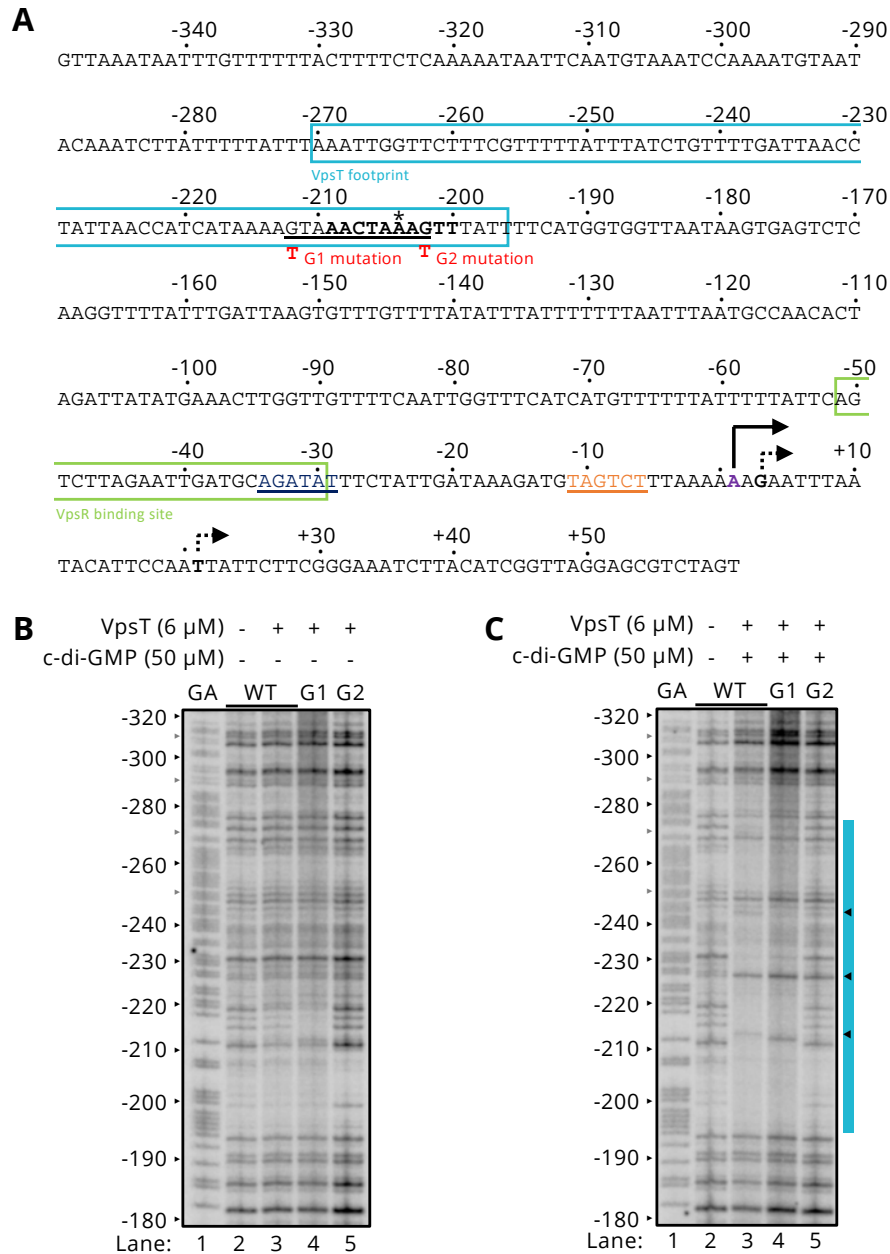 A
-340 -330 -320 -310 -300 -290
GTTAAATAATTTGTTTTTTACTTTTCTCAAAAATAATTCAATGTAAATCCAAAATGTAAT
-280 -270 -260 -250 -240 -230
ACAAATCTTATTTTTATTTAAATTGGTTCTTTCGTTTTTATTTATCTGTTTTGATTAACC
VpsT footprint
-220 -210 * -200 -190 -180 -170
TATTAACCATCATAAAAGTAAACTAAAGTTTATTTTCATGGTGGTTAATAAGTGAGTCTC
T G1 mutation T G2 mutation
-160 -150 -140 -130 -120 -110
AAGGTTTTATTTGATTAAGTGTTTGTTTTATATTTATTTTTTTAATTTAATGCCAACACT
-100 -90 -80 -70 -60 -50
AGATTATATGAAACTTGGTTGTTTTCAATTGGTTTCATCATGTTTTTTATTTTTATTCAG
-40 -30 -20 -10 +10
TCTTAGAATTGATGCAGATATTTCTATTGATAAAGATGTAGTCTTTAAAAAAGAATTTAA
VpsR binding site
+30 +40 +50
TACATTCCAATTATTCTTCGGGAAATCTTACATCGGTTAGGAGCGTCTAGT
B
VpsT (6 μM) - + + +
c-di-GMP (50 μM) - - - -
GA WT G1 G2
-320
-300
-280
-260
-240
-230
-220
-210
-200
-190
-180
Lane: 1 2 3 4 5
C
VpsT (6 μM) - + + +
c-di-GMP (50 μM) - + + +
GA WT G1 G2
-320
-300
-280
-260
-240
-230
-220
-210
-200
-190
-180
Lane: 1 2 3 4 5